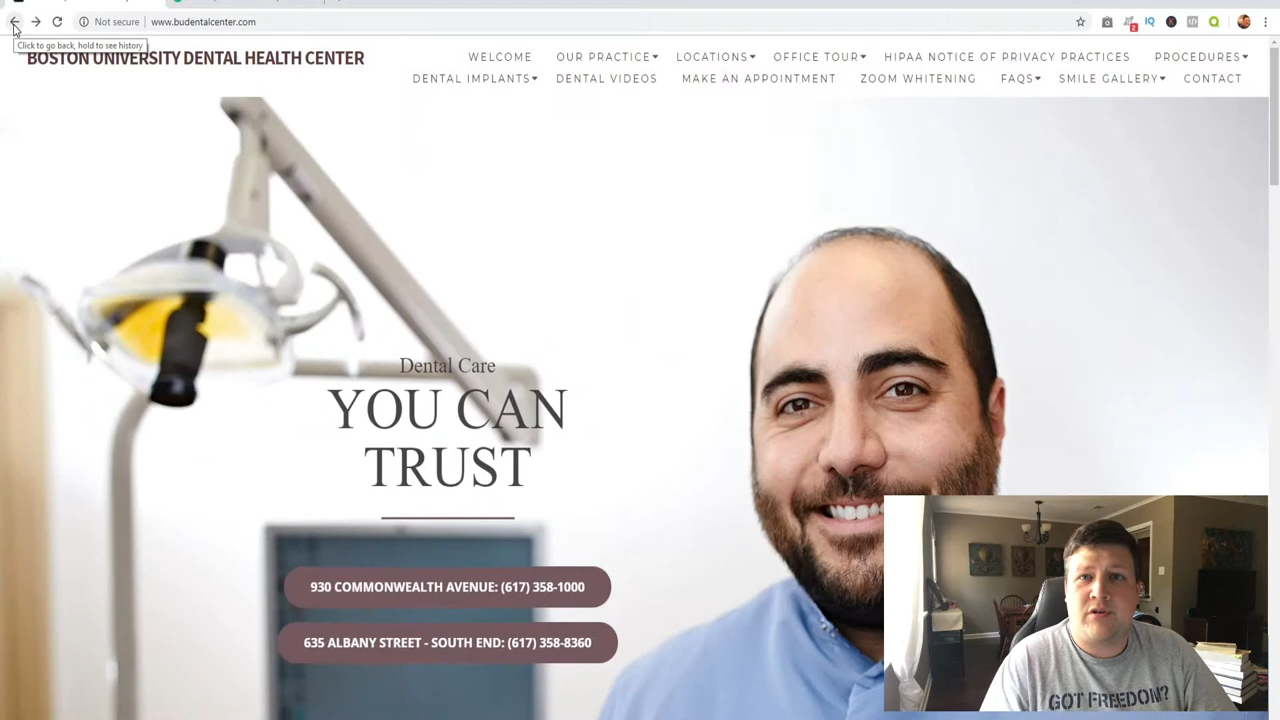 Not secure | www.budentalcenter.com
Click to go back, hold to see history
BOSTON UNIVERSITY DENTAL HEALTH CENTER
WELCOME OUR PRACTICE LOCATIONS OFFICE TOUR HIPAA NOTICE OF PRIVACY PRACTICES PROCEDURES
DENTAL IMPLANTS DENTAL VIDEOS MAKE AN APPOINTMENT ZOOM WHITENING FAQS SMILE GALLERY CONTACT
Dental Care
YOU CAN
TRUST
930 COMMONWEALTH AVENUE: (617) 358-1000
635 ALBANY STREET - SOUTH END: (617) 358-8360
GOT FREEDOM?
IQ
2